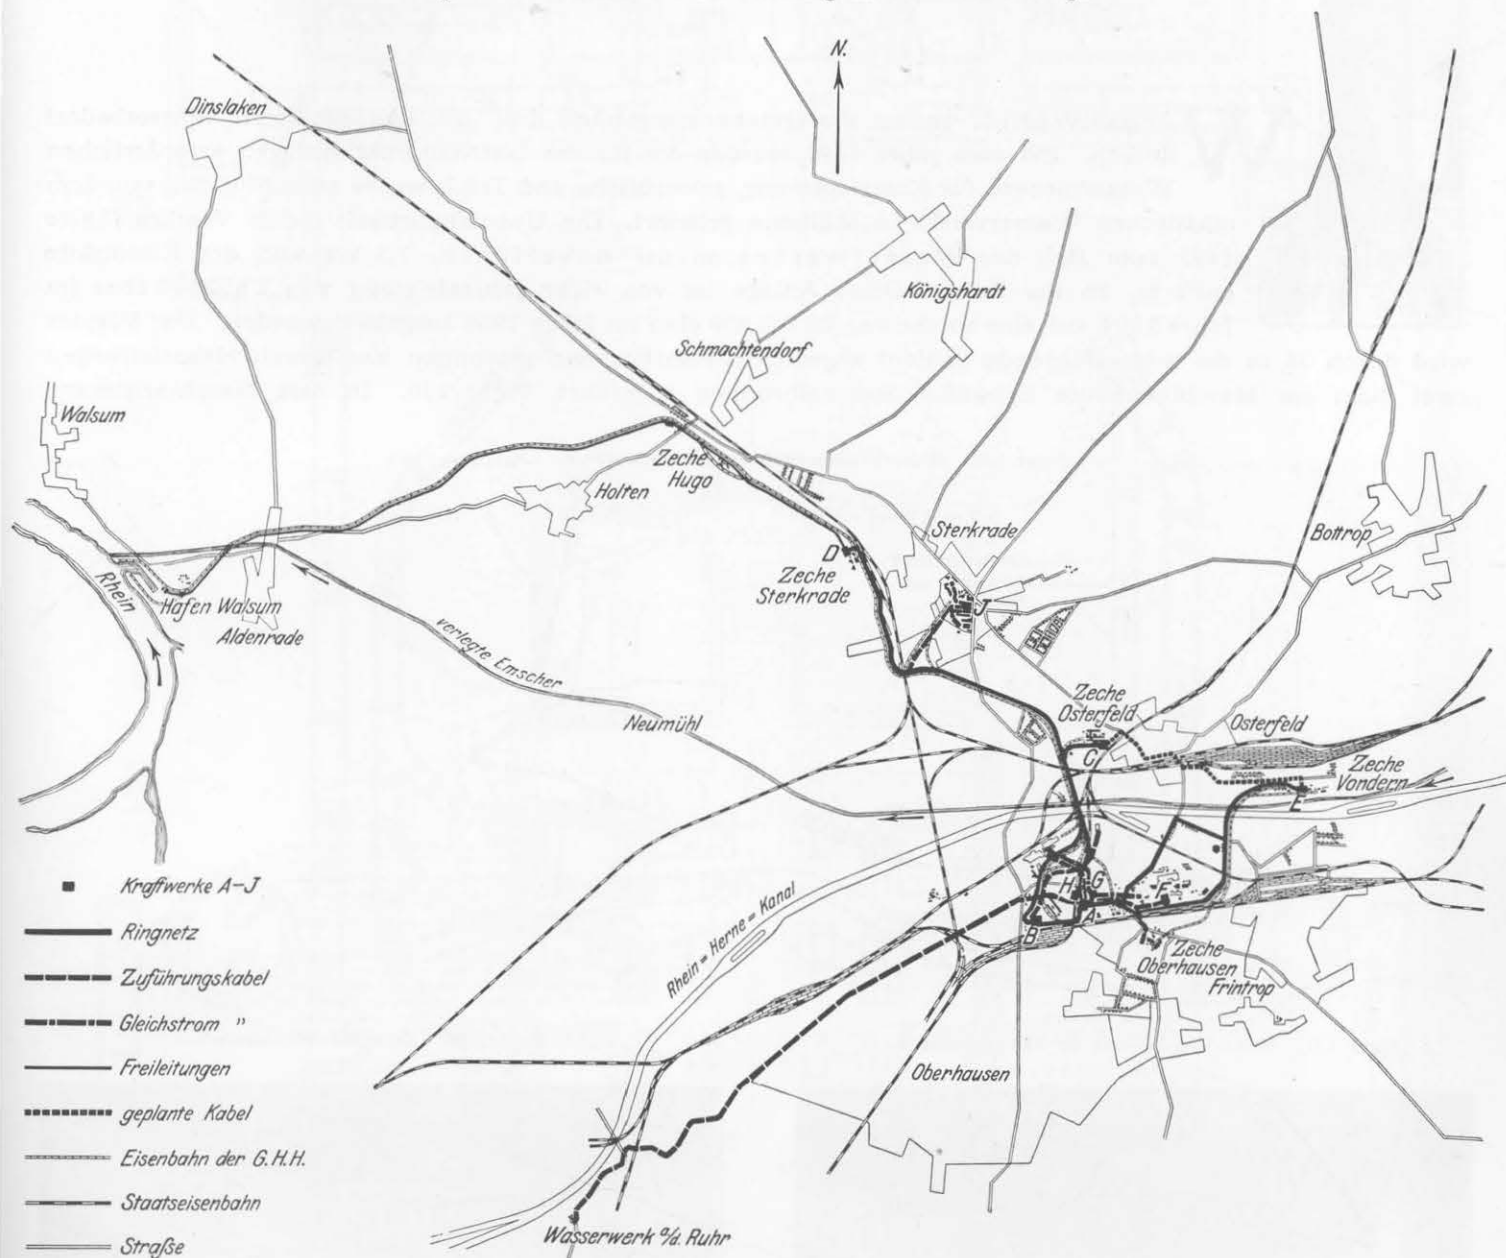 N.
Dinslaken
Königshardt
Schmachtendorf
Walsum
Zeche
Hugo
Holten
Sterkrade
Bottrop
D
Zeche
Sterkrade
J
Rhein
Hafen Walsum
Aldenrade
verlegte Emscher
Neumühl
Zeche
Osterfeld
Osterfeld
C
Zeche
Vondern
E
Kraftwerke A-J
Ringnetz
Zuführungskabel
Gleichstrom "
Freileitungen
geplante Kabel
Eisenbahn der G.H.H.
Staatseisenbahn
Straße
Rhein=Herne=Kanal
H
G
F
A
B
Zeche
Oberhausen
Frintrop
Oberhausen
Wasserwerk a/d. Ruhr